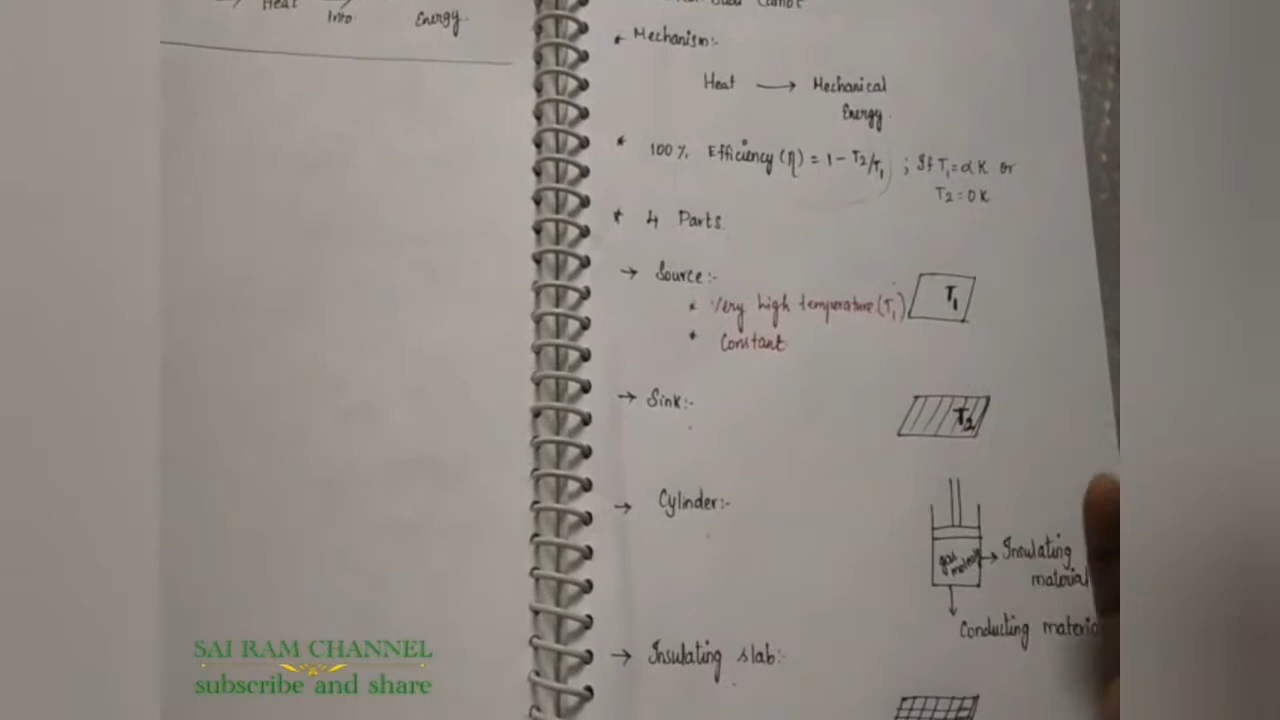 Heat
Into
Energy.
Carnot
* Mechanism:-
Heat → Mechanical
Energy.
* 100% Efficiency (η) = 1 - T2/T1 ; If T1 = α K or
T2 = 0 K
* 4 Parts.
→ Source:-
* Very high temperature (T1)
* Constant.
T1
→ Sink:-
T2
→ Cylinder:-
gas
→ Insulating
material
Conducting
→ Insulating slab:-
SAI RAM CHANNEL
subscribe and share